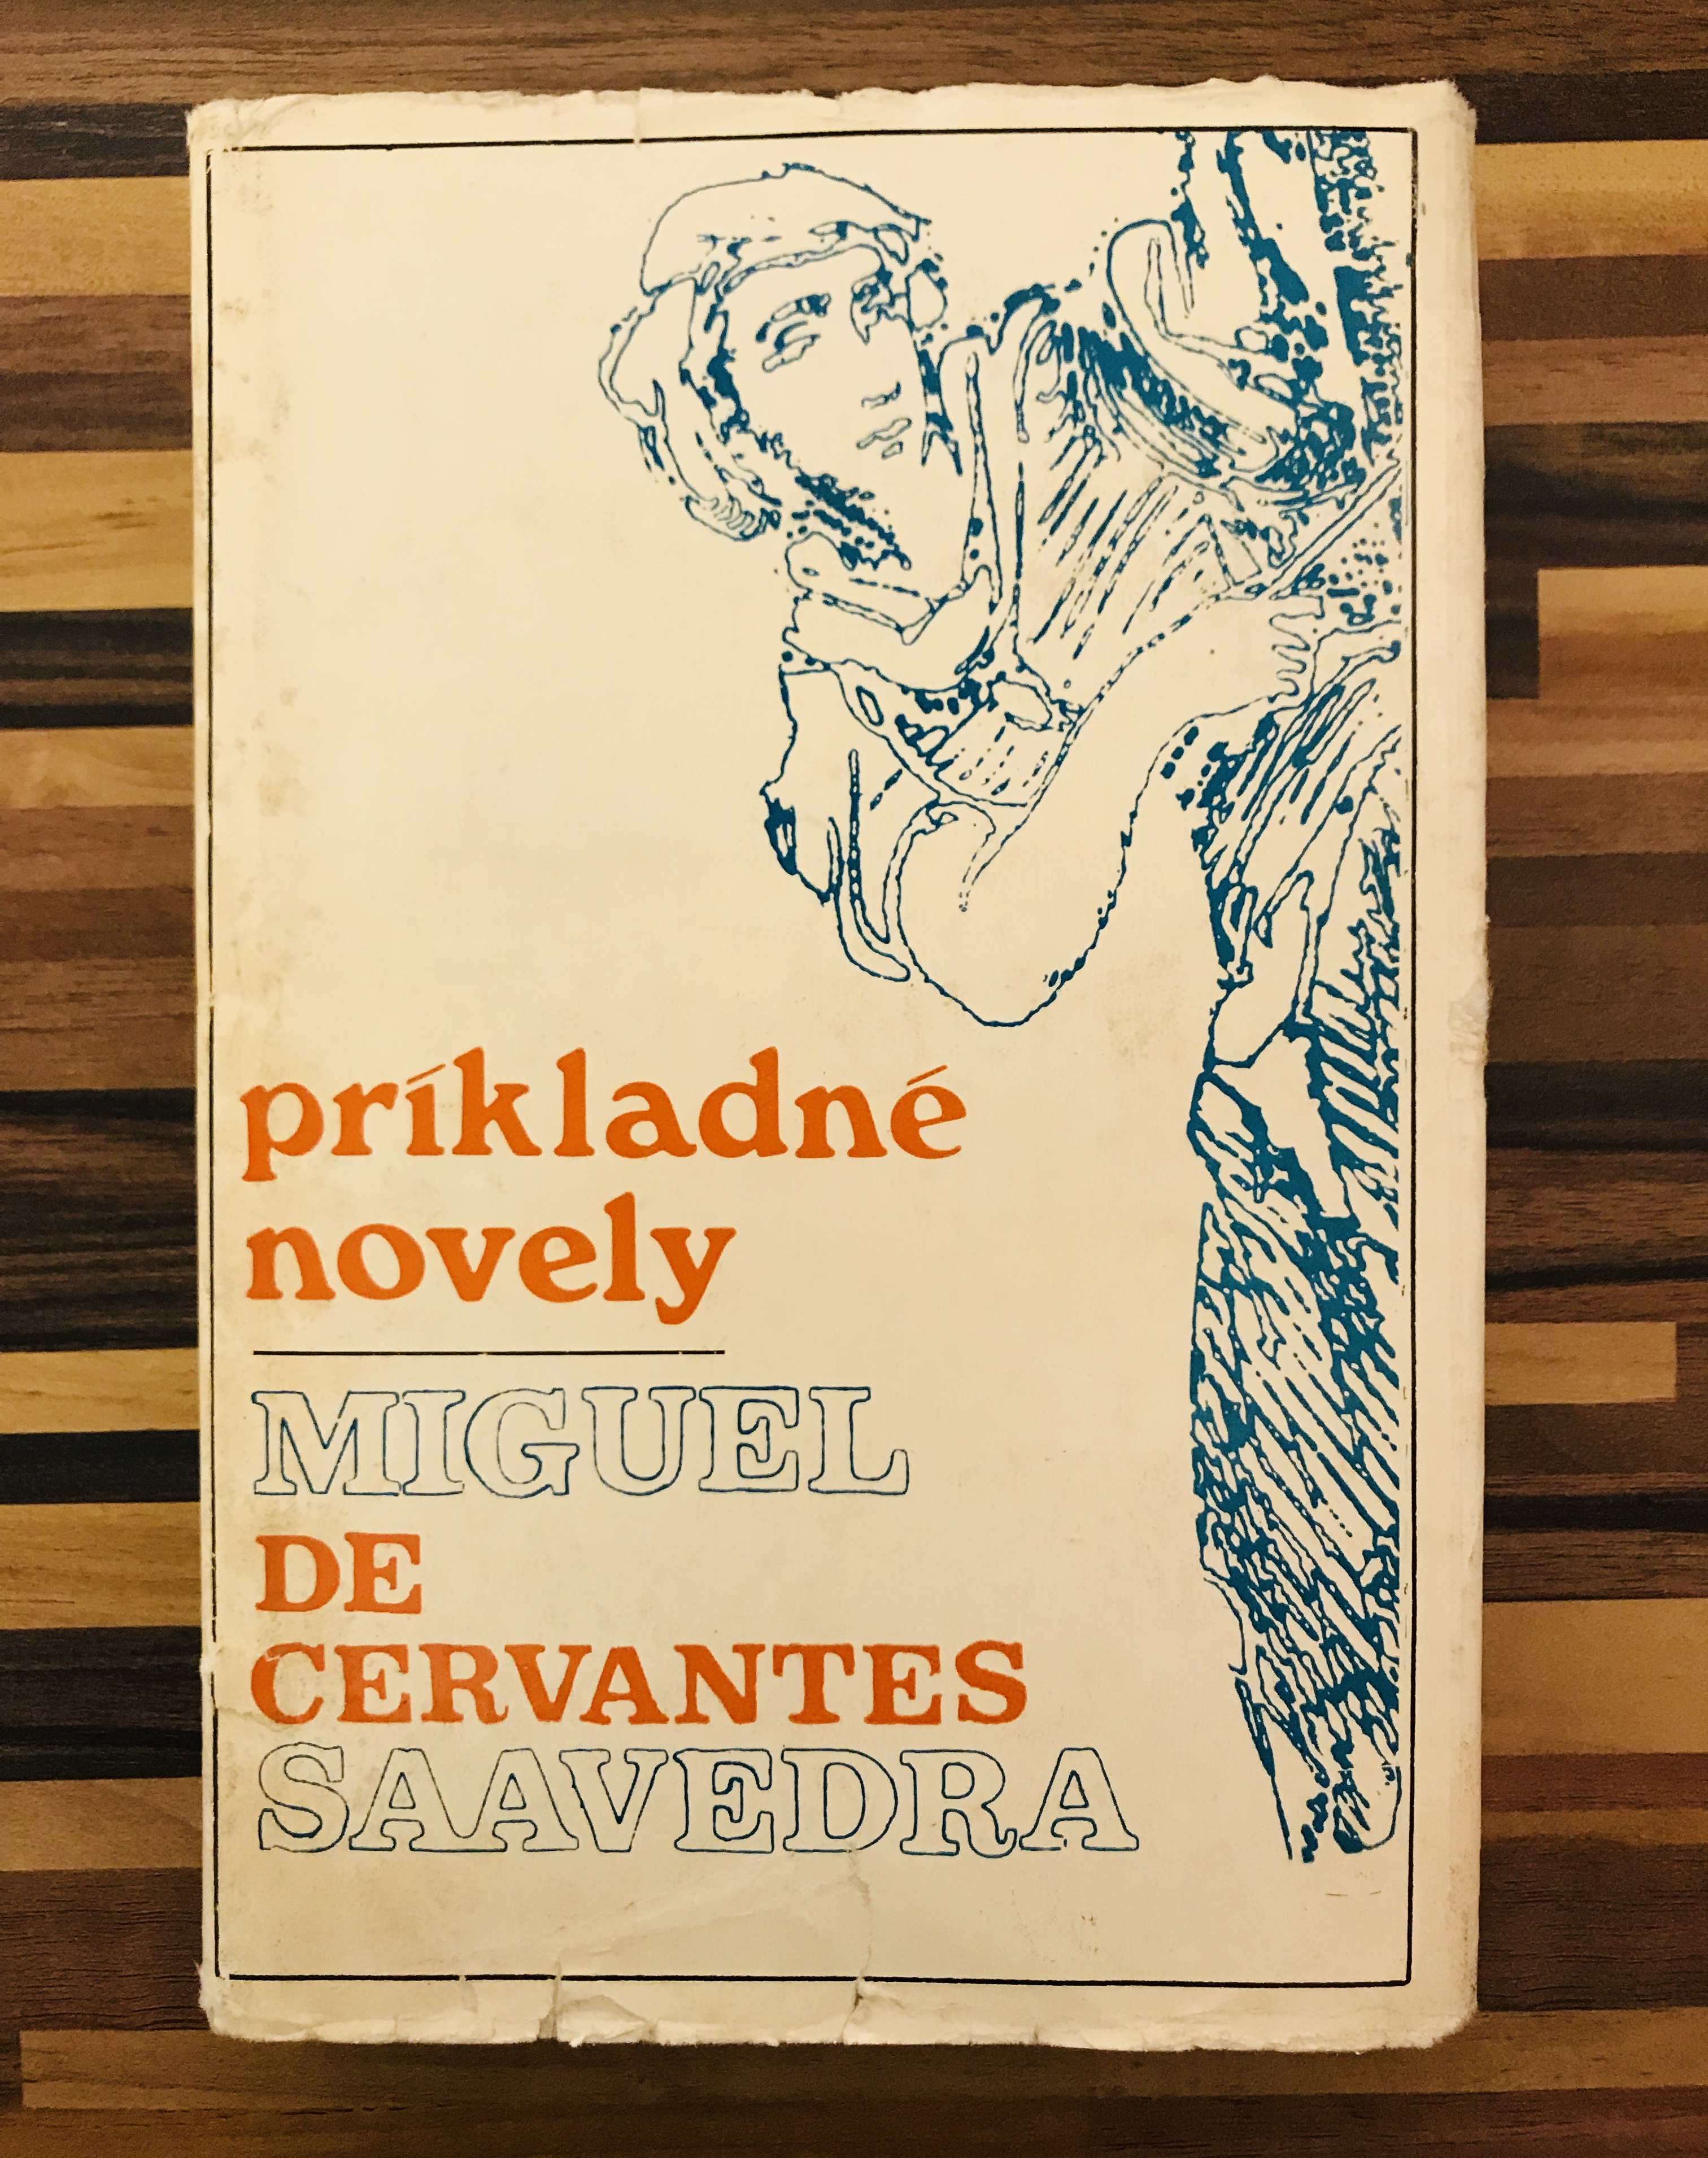 príkladné
novely
MIGUEL
DE
CERVANTES
SAAVEDRA